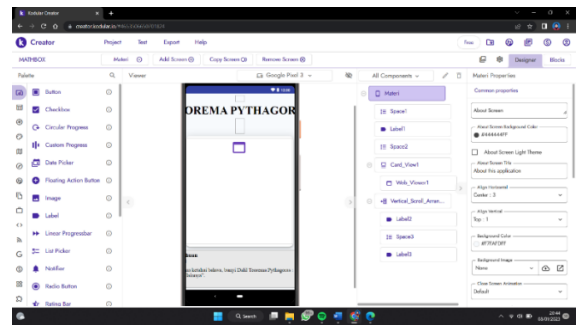 Kodular Creator
creator.kodular.io
Creator
Project Test Export Help
MATHBOX
Materi
Add Screen
Copy Screen
Remove Screen
Designer
Blocks
Palette
Viewer
Google Pixel 3
All Components
Materi Properties
Button
Checkbox
Circular Progress
Custom Progress
Date Picker
Floating Action Button
Image
Label
Linear Progressbar
List Picker
Notifier
Radio Button
Rating Bar
OREMA PYTHAGOR
Materi
Space1
Label1
Space2
Card_View1
Web_Viewer1
Vertical_Scroll_Arran...
Label2
Space3
Label3
Common properties
About Screen
About Screen Background Color
About Screen Light Theme
About Screen Title
About this application
Align Horizontal
Center : 3
Align Vertical
Top : 1
Background Color
Background Image
None
Close Screen Animation
Default
Search
20:44